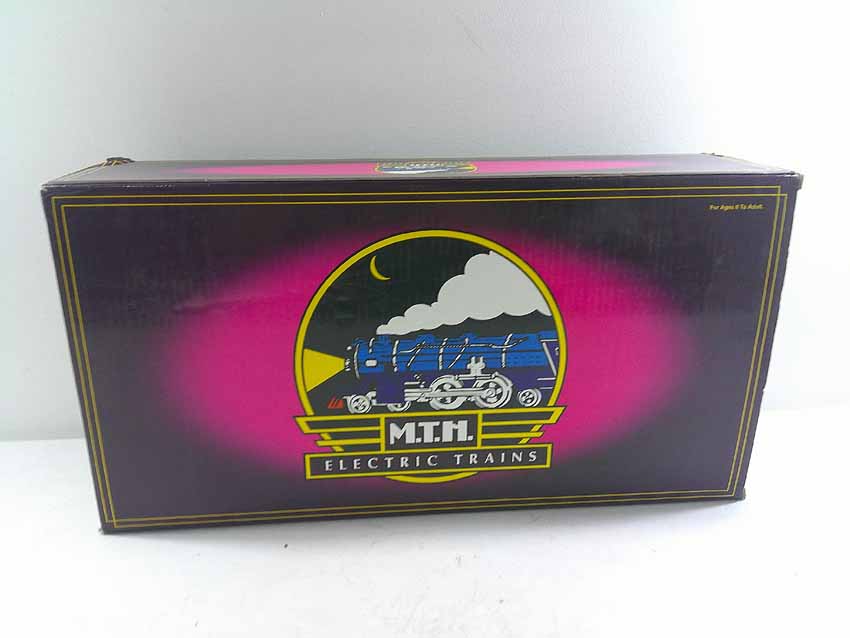 For Ages 8 To Adult.
M.T.H.
ELECTRIC TRAINS